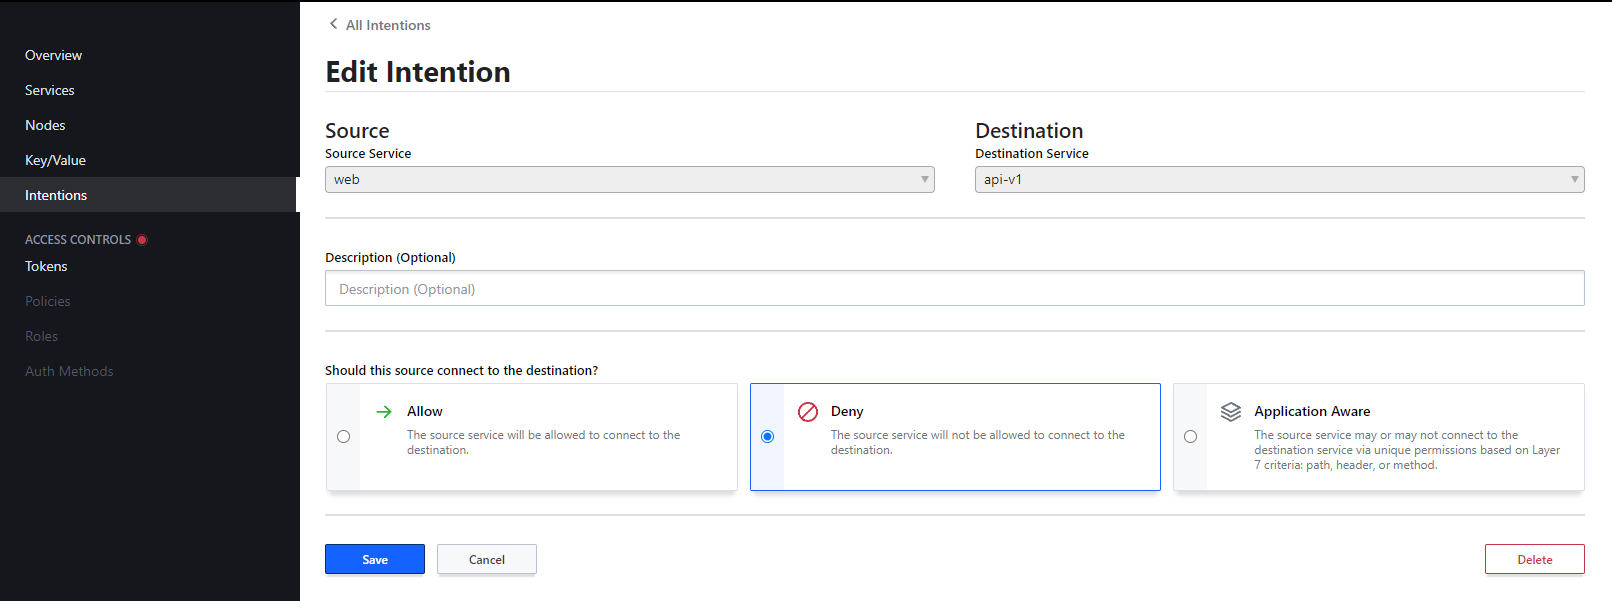 Overview
Services
Nodes
Key/Value
Intentions
ACCESS CONTROLS
Tokens
Policies
Roles
Auth Methods
All Intentions
Edit Intention
Source
Source Service
web
Destination
Destination Service
api-v1
Description (Optional)
Description (Optional)
Should this source connect to the destination?
Allow
The source service will be allowed to connect to the
destination.
Deny
The source service will not be allowed to connect to the
destination.
Application Aware
The source service may or may not connect to the
destination service via unique permissions based on Layer
7 criteria: path, header, or method.
Save
Cancel
Delete